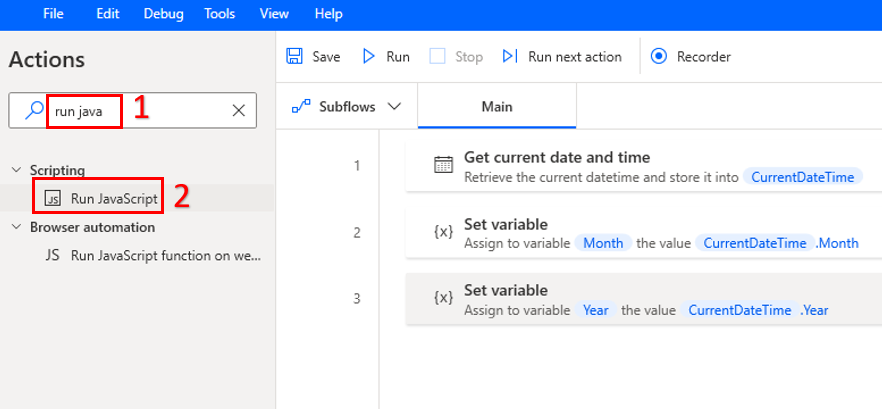 File Edit Debug Tools View Help
Actions
run java 1
Scripting
JS Run JavaScript 2
Browser automation
JS Run JavaScript function on we...
Save Run Stop Run next action Recorder
Subflows Main
1 Get current date and time
Retrieve the current datetime and store it into CurrentDateTime
2 {x} Set variable
Assign to variable Month the value CurrentDateTime .Month
3 {x} Set variable
Assign to variable Year the value CurrentDateTime .Year